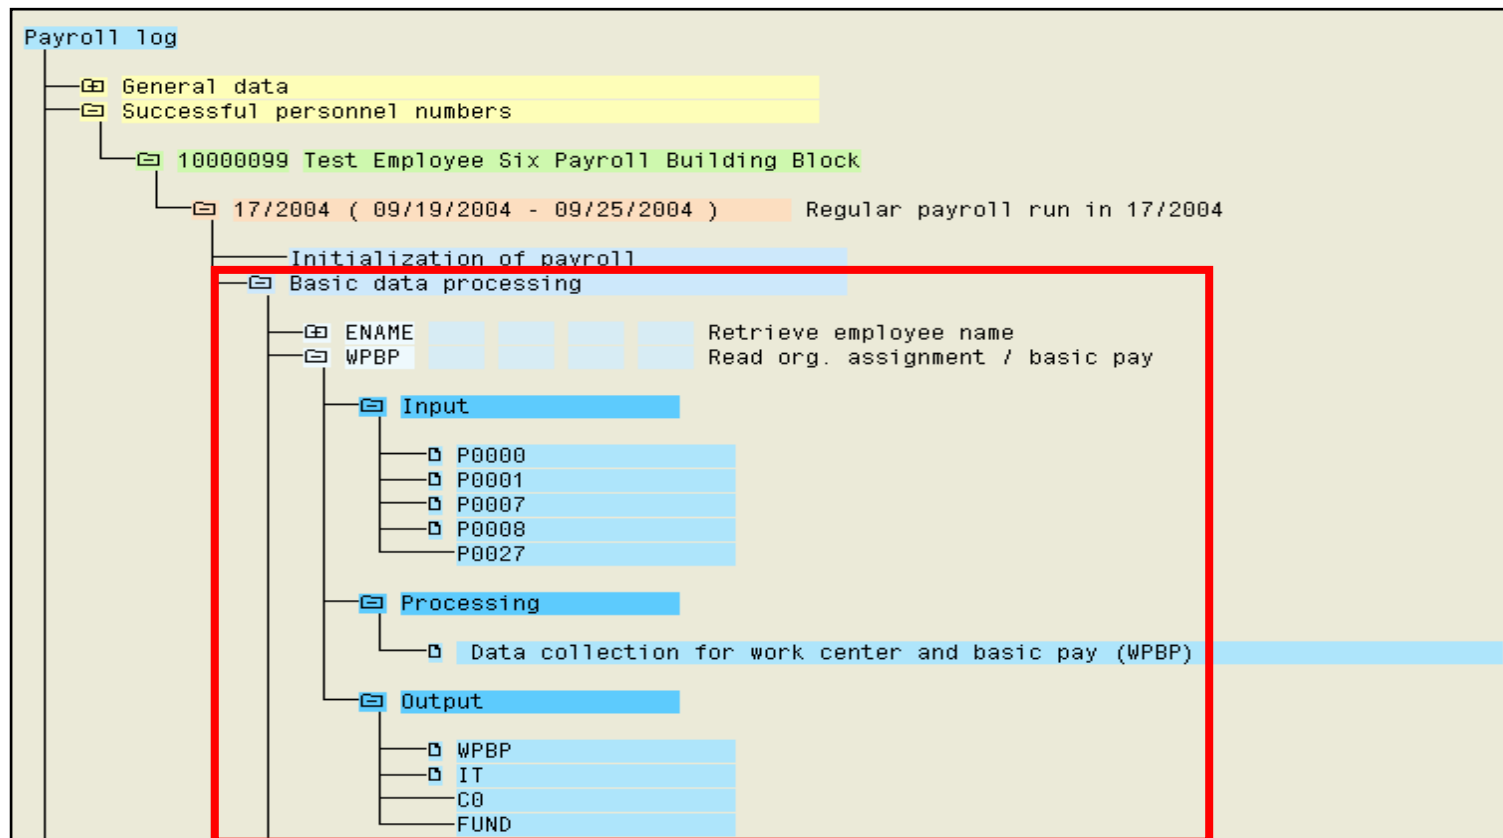 Payroll log
General data
Successful personnel numbers
10000099 Test Employee Six Payroll Building Block
17/2004 ( 09/19/2004 - 09/25/2004 ) Regular payroll run in 17/2004
Initialization of payroll
Basic data processing
ENAME Retrieve employee name
WPBP Read org. assignment / basic pay
Input
P0000
P0001
P0007
P0008
P0027
Processing
Data collection for work center and basic pay (WPBP)
Output
WPBP
IT
C0
FUND